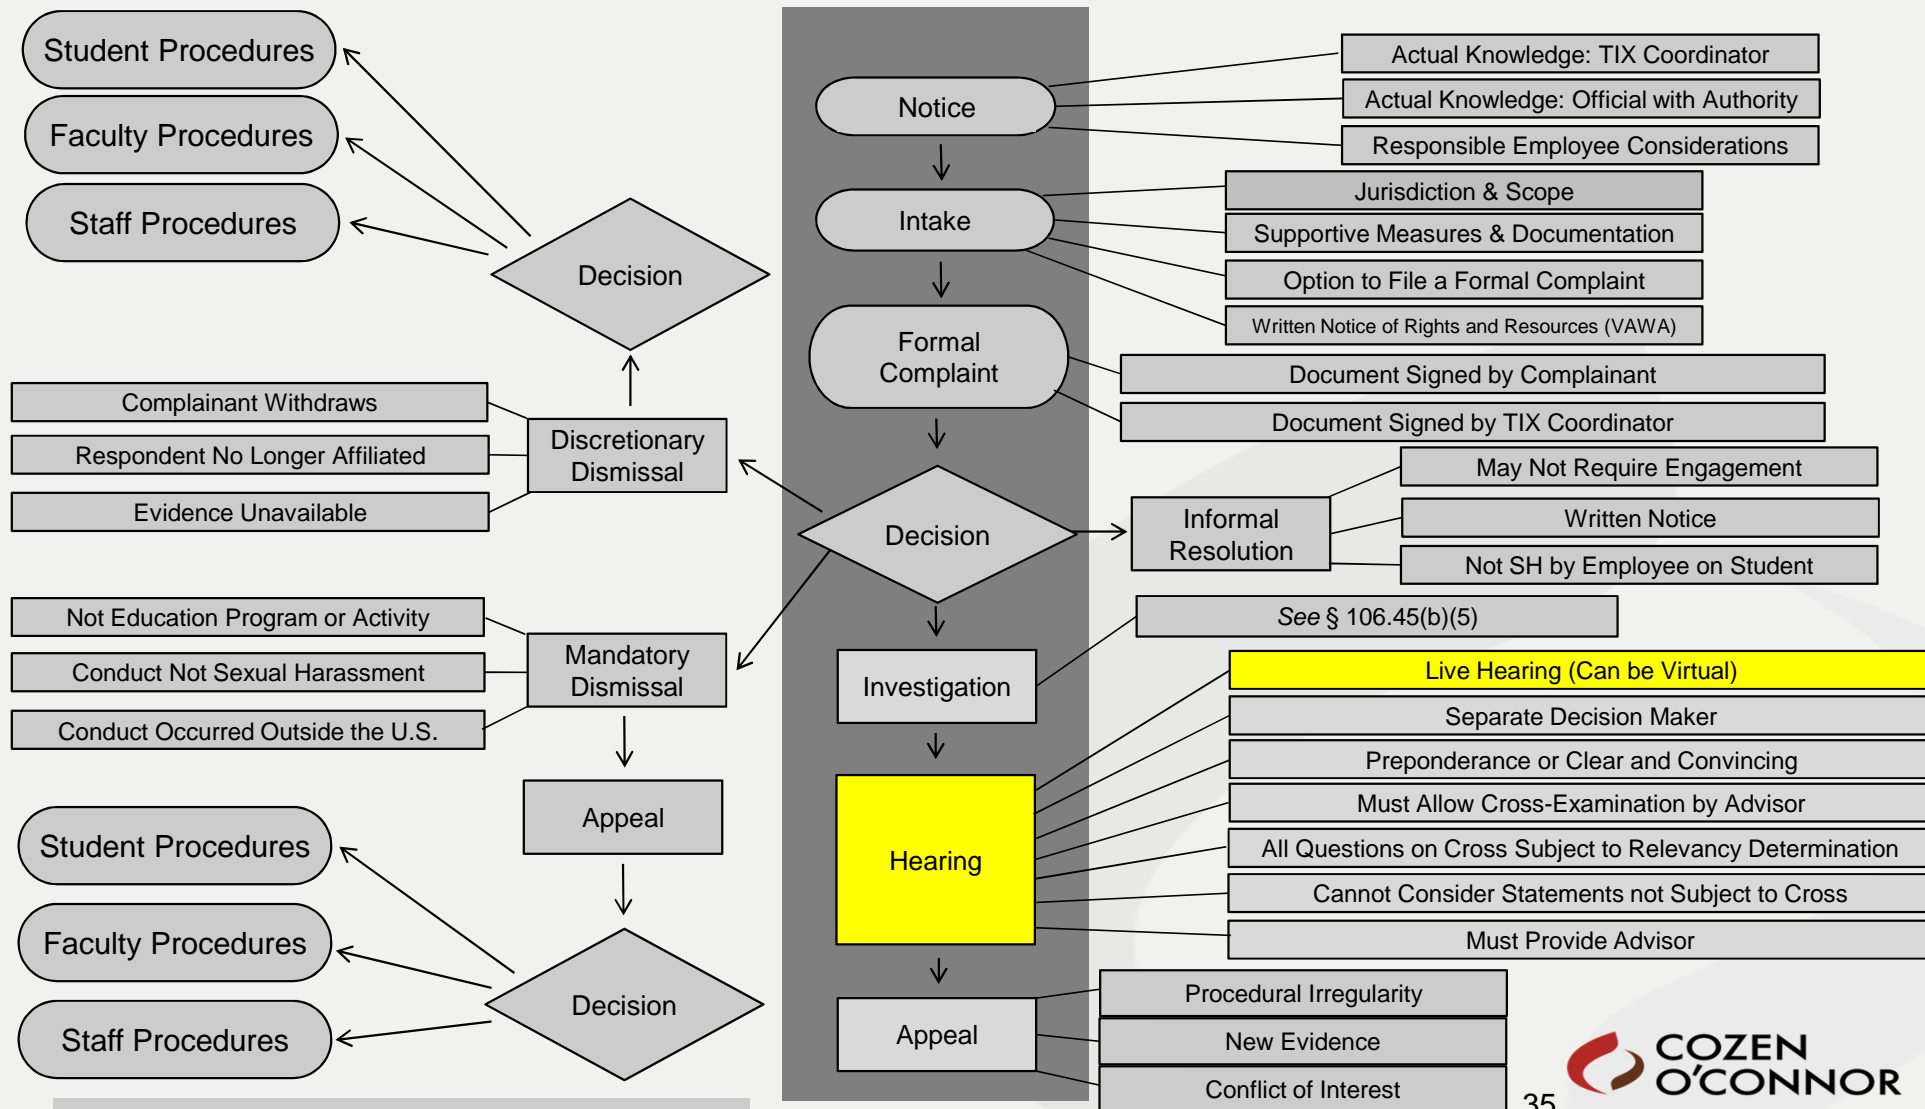 Student Procedures
Faculty Procedures
Staff Procedures
Decision
Complainant Withdraws
Respondent No Longer Affiliated
Evidence Unavailable
Discretionary
Dismissal
Not Education Program or Activity
Conduct Not Sexual Harassment
Conduct Occurred Outside the U.S.
Mandatory
Dismissal
Appeal
Student Procedures
Faculty Procedures
Staff Procedures
Decision
Notice
Intake
Formal
Complaint
Decision
Investigation
Hearing
Appeal
Actual Knowledge: TIX Coordinator
Actual Knowledge: Official with Authority
Responsible Employee Considerations
Jurisdiction & Scope
Supportive Measures & Documentation
Option to File a Formal Complaint
Written Notice of Rights and Resources (VAWA)
Document Signed by Complainant
Document Signed by TIX Coordinator
Informal
Resolution
May Not Require Engagement
Written Notice
Not SH by Employee on Student
See § 106.45(b)(5)
Live Hearing (Can be Virtual)
Separate Decision Maker
Preponderance or Clear and Convincing
Must Allow Cross-Examination by Advisor
All Questions on Cross Subject to Relevancy Determination
Cannot Consider Statements not Subject to Cross
Must Provide Advisor
Procedural Irregularity
New Evidence
Conflict of Interest
35
COZEN
O'CONNOR